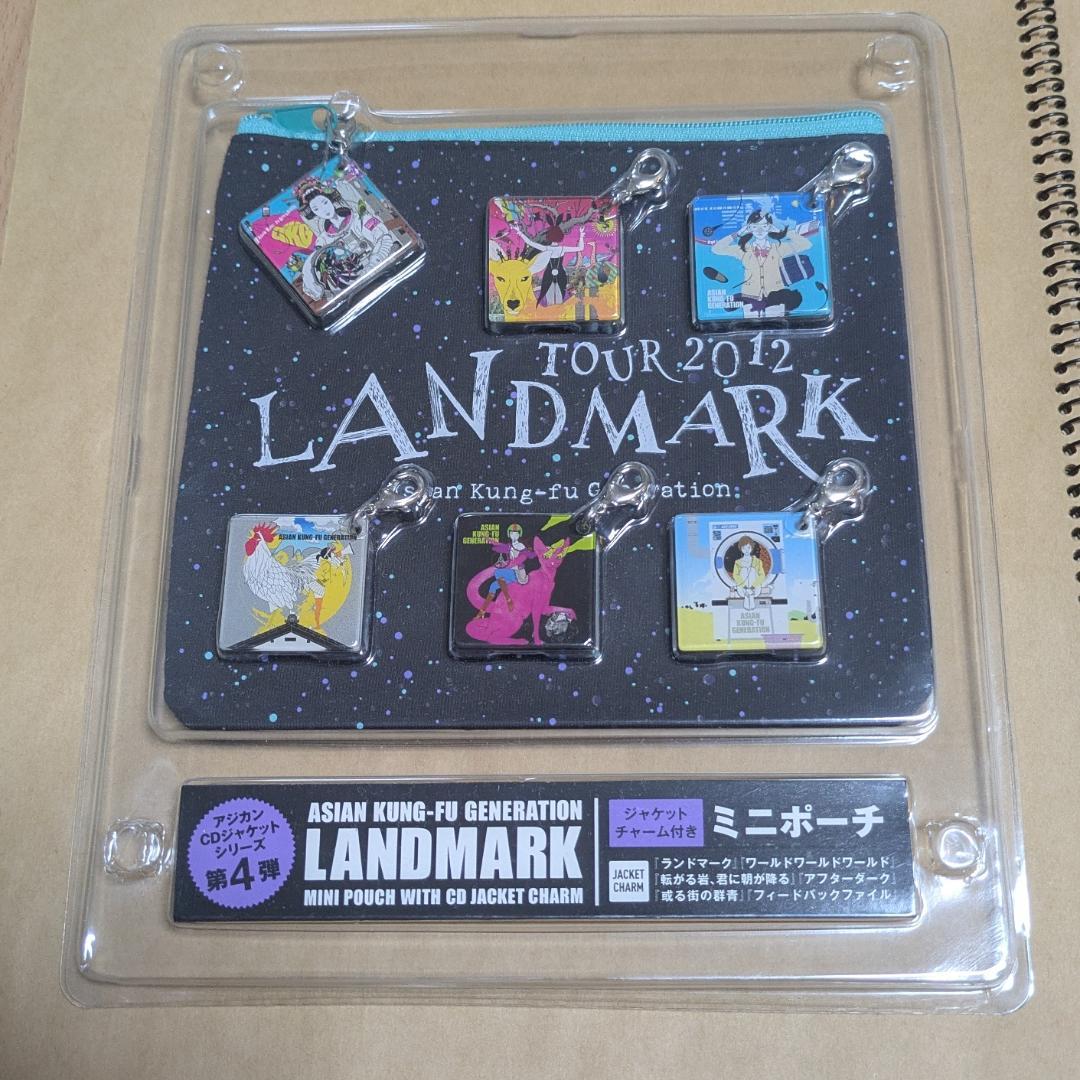 TOUR 2012
LANDMARK
sian Kung-fu Generation
ASIAN
KUNG-FU
GENERATION
ASIAN KUNG-FU GENERATION
ASIAN
KUNG-FU
GENERATION
ASIAN
KUNG-FU
GENERATION
アジカン
CDジャケット
シリーズ
第4弾
ASIAN KUNG-FU GENERATION
LANDMARK
MINI POUCH WITH CD JACKET CHARM
ジャケット
チャーム付き
ミニポーチ
JACKET
CHARM
『ランドマーク』『ワールドワールドワールド』
『転がる岩、君に朝が降る』『アフターダーク』
『或る街の群青』『フィードバックファイル』